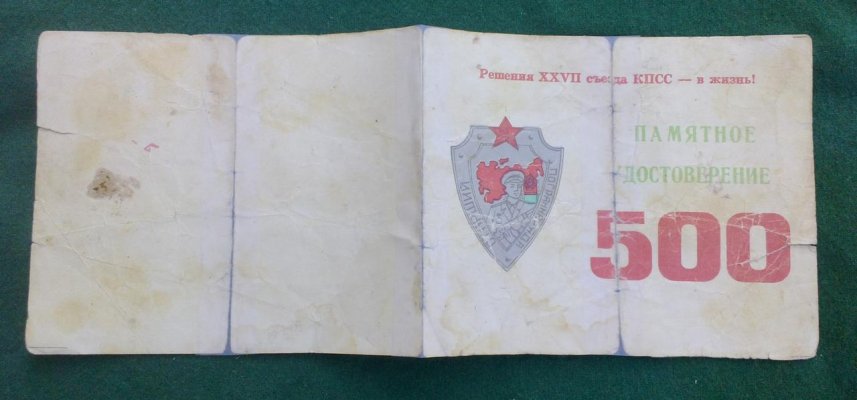 Решения XXVII съезда КПСС — в жизнь!
ПАМЯТНОЕ
УДОСТОВЕРЕНИЕ
500